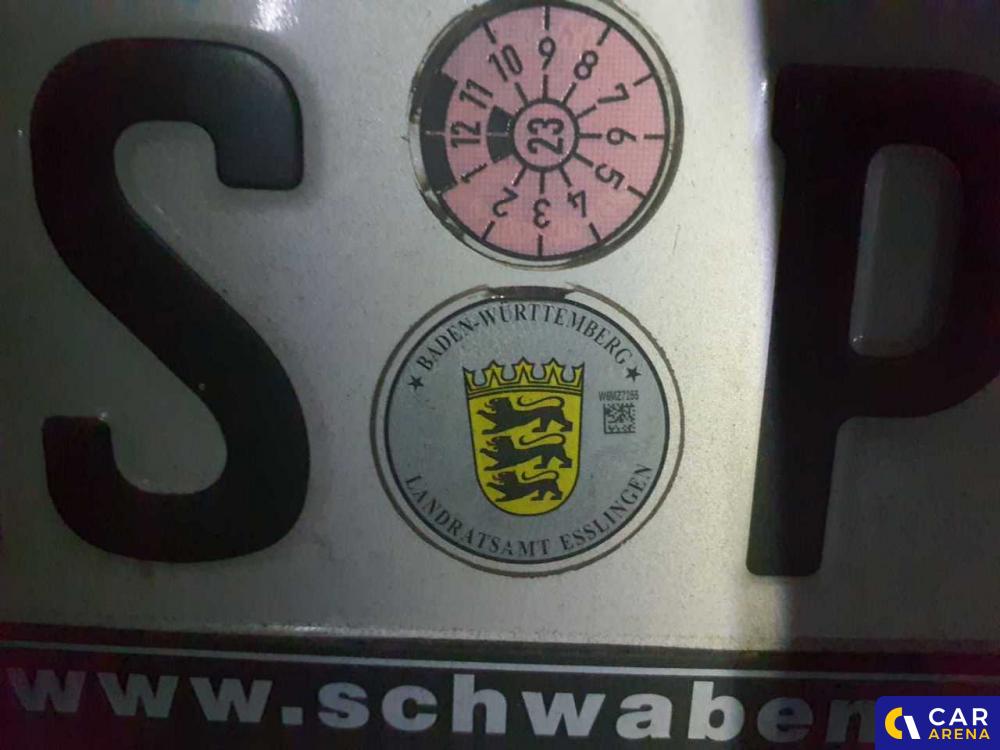 S P
10 9 8
11 7
12 23 6
1 5
2 3 4
BADEN-WÜRTTEMBERG
LANDRATSAMT ESSLINGEN
www.schwaben
CAR
ARENA